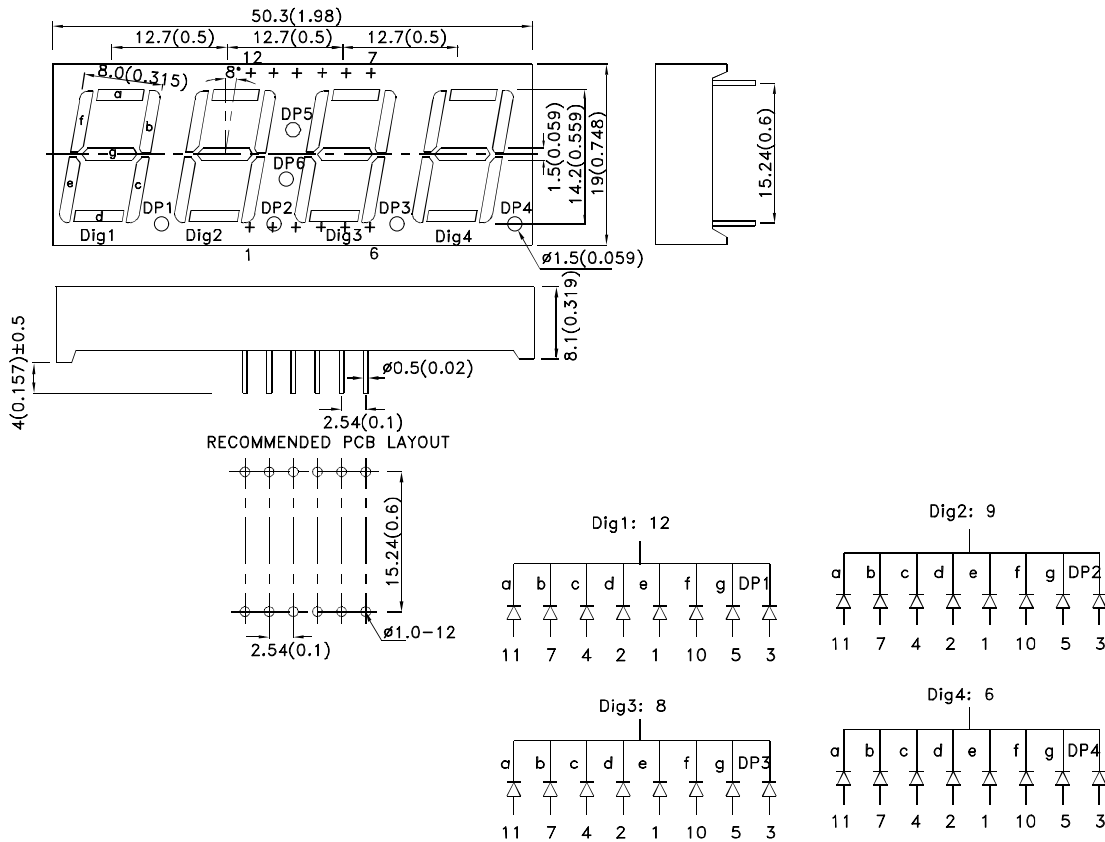 50.3(1.98)
12.7(0.5) 12.7(0.5) 12.7(0.5)
12 7
8.0(0.315) 8°
a
f b
g
e c
d
DP5
DP6
DP1 DP2 DP3 DP4
Dig1 Dig2 Dig3 Dig4
1 6
1.5(0.059)
14.2(0.559)
19(0.748)
ø1.5(0.059)
15.24(0.6)
8.1(0.319)
4(0.157)±0.5
ø0.5(0.02)
2.54(0.1)
RECOMMENDED PCB LAYOUT
15.24(0.6)
ø1.0-12
2.54(0.1)
Dig1: 12
a b c d e f g DP1
11 7 4 2 1 10 5 3
Dig2: 9
a b c d e f g DP2
11 7 4 2 1 10 5 3
Dig3: 8
a b c d e f g DP3
11 7 4 2 1 10 5 3
Dig4: 6
a b c d e f g DP4
11 7 4 2 1 10 5 3